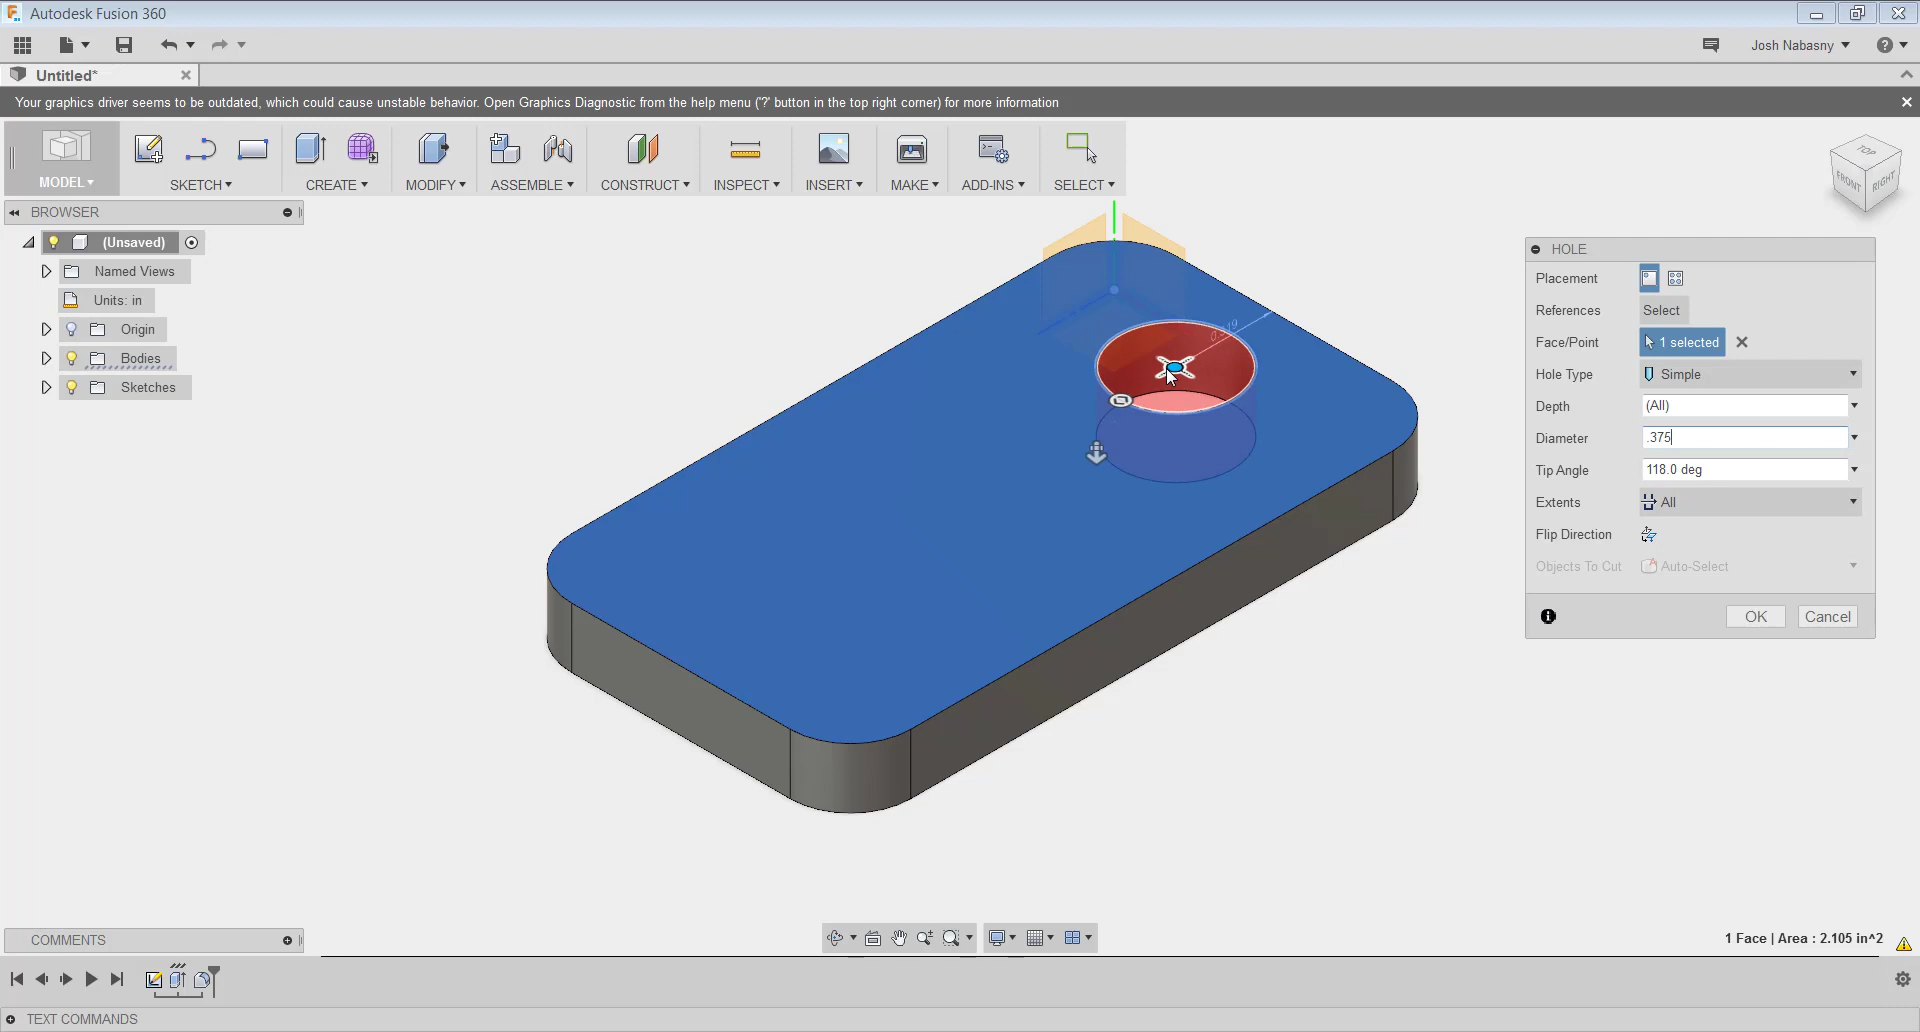 Autodesk Fusion 360
Josh Nabasny
Untitled*
Your graphics driver seems to be outdated, which could cause unstable behavior. Open Graphics Diagnostic from the help menu ('?' button in the top right corner) for more information
MODEL
SKETCH
CREATE
MODIFY
ASSEMBLE
CONSTRUCT
INSPECT
INSERT
MAKE
ADD-INS
SELECT
TOP
FRONT
RIGHT
BROWSER
(Unsaved)
Named Views
Units: in
Origin
Bodies
Sketches
HOLE
Placement
References Select
Face/Point 1 selected
Hole Type Simple
Depth (All)
Diameter .375
Tip Angle 118.0 deg
Extents All
Flip Direction
Objects To Cut Auto-Select
OK Cancel
COMMENTS
1 Face | Area : 2.105 in^2
TEXT COMMANDS